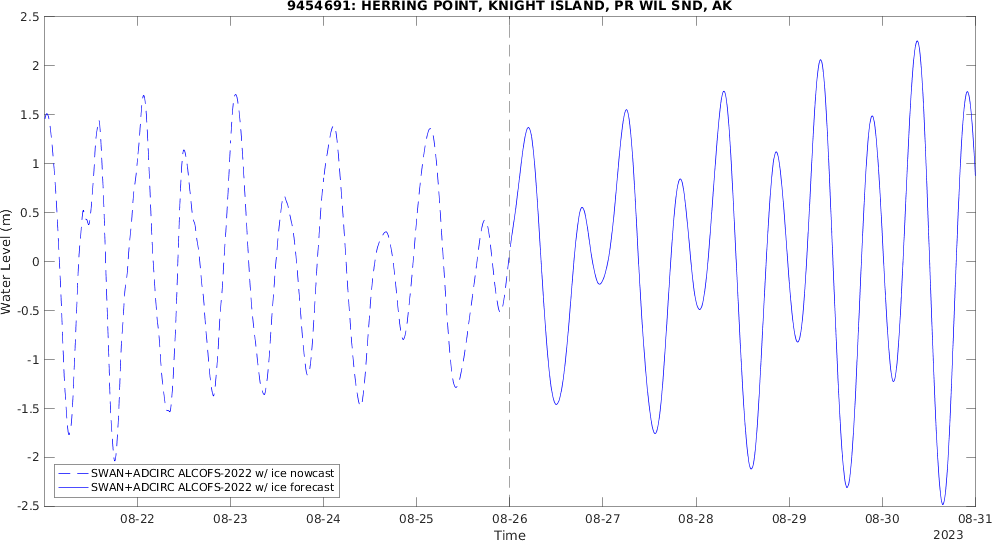 9454691: HERRING POINT, KNIGHT ISLAND, PR WIL SND, AK
2.5
2
1.5
1
0.5
0
-0.5
-1
-1.5
-2
-2.5
Water Level (m)
SWAN+ADCIRC ALCOFS-2022 w/ ice nowcast
SWAN+ADCIRC ALCOFS-2022 w/ ice forecast
08-22 08-23 08-24 08-25 08-26 08-27 08-28 08-29 08-30 08-31
Time
2023